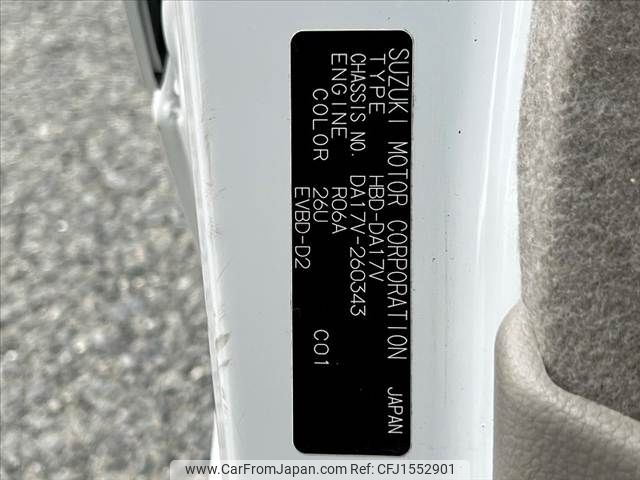 SUZUKI MOTOR CORPORATION JAPAN
TYPE HBD-DA17V
CHASSIS NO. DA17V-260343
ENGINE R06A
COLOR 26U C01
EVBD-D2
www.CarFromJapan.com - CFJ1552901